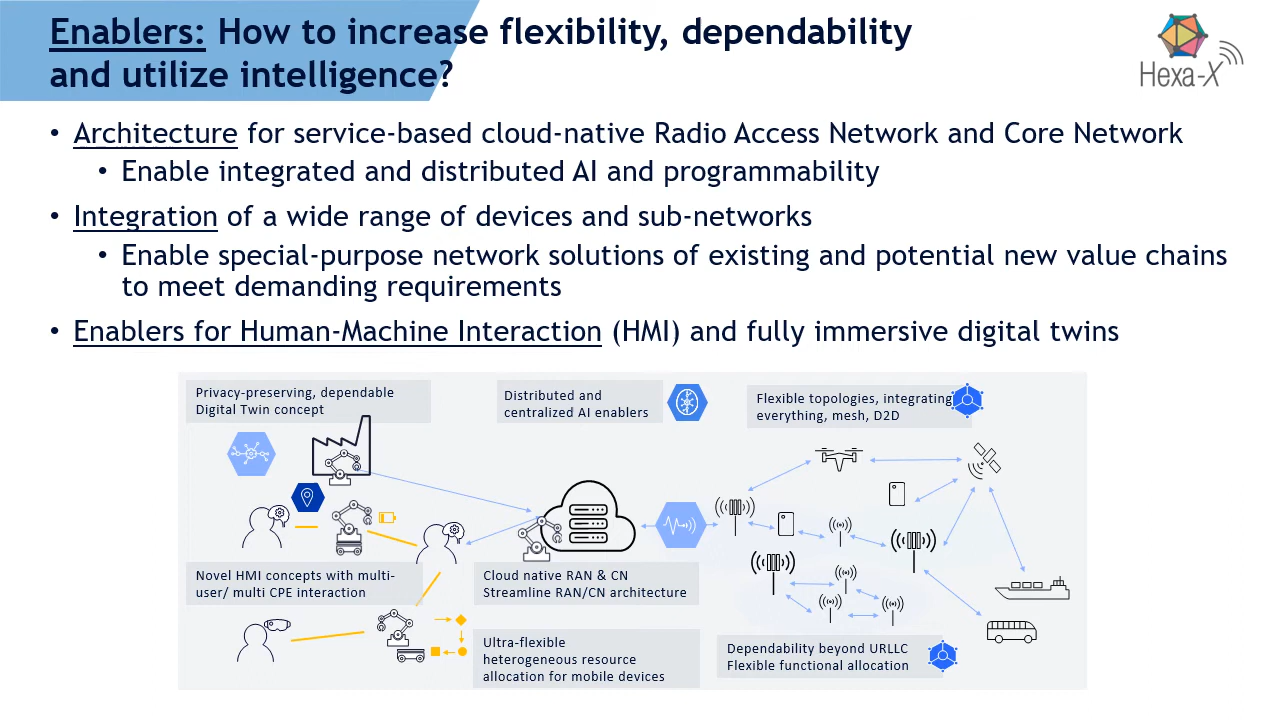 Enablers: How to increase flexibility, dependability
and utilize intelligence?
Hexa-X
• Architecture for service-based cloud-native Radio Access Network and Core Network
• Enable integrated and distributed AI and programmability
• Integration of a wide range of devices and sub-networks
• Enable special-purpose network solutions of existing and potential new value chains
to meet demanding requirements
• Enablers for Human-Machine Interaction (HMI) and fully immersive digital twins
Privacy-preserving, dependable
Digital Twin concept
Distributed and
centralized AI enablers
Flexible topologies, integrating
everything, mesh, D2D
Novel HMI concepts with multi-
user/ multi CPE interaction
Cloud native RAN & CN
Streamline RAN/CN architecture
Ultra-flexible
heterogeneous resource
allocation for mobile devices
Dependability beyond URLLC
Flexible functional allocation